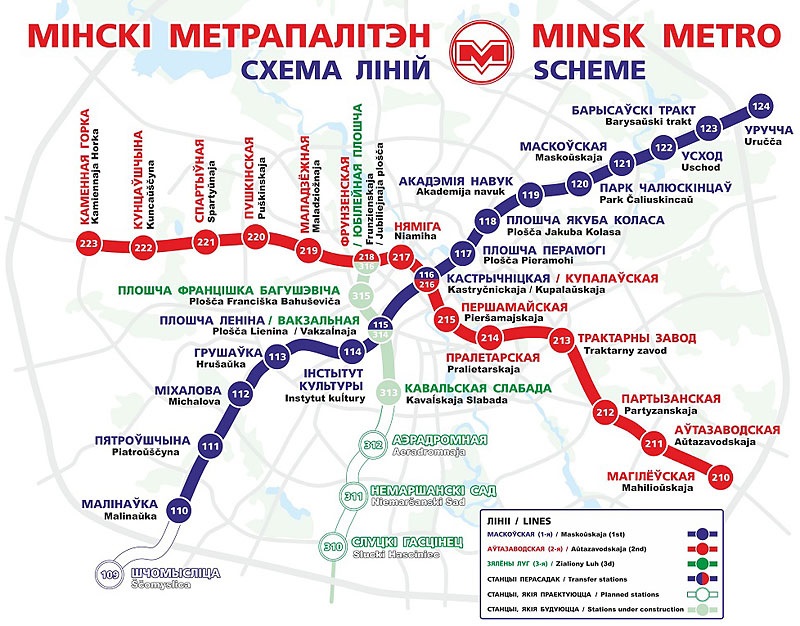 МІНСКІ МЕТРАПАЛІТЭН
СХЕМА ЛІНІЙ
MINSK METRO
SCHEME
КАМЕННАЯ ГОРКА
Kamiennaja Horka
КУНЦАЎШЧЫНА
Kuncaŭščyna
СПАРТЫЎНАЯ
Spartyŭnaja
ПУШКІНСКАЯ
Puškinskaja
МАЛАДЗЁЖНАЯ
Maladziožnaja
ФРУНЗЕНСКАЯ
/ ЮБІЛЕЙНАЯ ПЛОШЧА
Frunzienskaja
/ Jubiliejnaja plošča
НЯМІГА
Niamiha
223
222
221
220
219
218
316
217
БАРЫСАЎСКІ ТРАКТ
Barysaŭski trakt
124
УРУЧЧА
Uručča
123
МАСКОЎСКАЯ
Maskoŭskaja
122
УСХОД
Uschod
121
АКАДЭМІЯ НАВУК
Akademija navuk
120
ПАРК ЧАЛЮСКІНЦАЎ
Park Čaliuskincaŭ
119
118
ПЛОШЧА ЯКУБА КОЛАСА
Plošča Jakuba Kolasa
117
ПЛОШЧА ПЕРАМОГІ
Plošča Pieramohi
116
216
КАСТРЫЧНІЦКАЯ / КУПАЛАЎСКАЯ
Kastryčnickaja / Kupalaŭskaja
ПЛОШЧА ФРАНЦІШКА БАГУШЭВІЧА
Plošča Franciška Bahuševiča
315
ПЛОШЧА ЛЕНІНА / ВАКЗАЛЬНАЯ
Plošča Lienina / Vakzaĺnaja
115
314
215
ПЕРШАМАЙСКАЯ
Pieršamajskaja
214
ПРАЛЕТАРСКАЯ
Pralietarskaja
213
ТРАКТАРНЫ ЗАВОД
Traktarny zavod
ГРУШАЎКА
Hrušaŭka
113
114
ІНСТЫТУТ
КУЛЬТУРЫ
Instytut kuĺtury
313
КАВАЛЬСКАЯ СЛАБАДА
Kavaĺskaja Slabada
МІХАЛОВА
Michalova
112
212
ПАРТЫЗАНСКАЯ
Partyzanskaja
ПЯТРОЎШЧЫНА
Piatroŭščyna
111
312
АЭРАДРОМНАЯ
Aeradromnaja
211
АЎТАЗАВОДСКАЯ
Aŭtazavodskaja
МАГІЛЁЎСКАЯ
Mahilioŭskaja
210
МАЛІНАЎКА
Malinaŭka
110
311
НЕМАРШАНСКІ САД
Niemaršanski Sad
310
СЛУЦКІ ГАСЦІНЕЦ
Slucki Hasciniec
109
ШЧОМЫСЛІЦА
Ščomyslica
ЛІНІІ / LINES
МАСКОЎСКАЯ (1-я) / Maskoŭskaja (1st)
АЎТАЗАВОДСКАЯ (2-я) / Aŭtazavodskaja (2nd)
ЗЯЛЁНЫ ЛУГ (3-я) / Zialiony Luh (3d)
СТАНЦЫІ ПЕРАСАДАК / Transfer stations
СТАНЦЫІ, ЯКІЯ ПРАЕКТУЮЦЦА / Planned stations
СТАНЦЫІ, ЯКІЯ БУДУЮЦЦА / Stations under construction